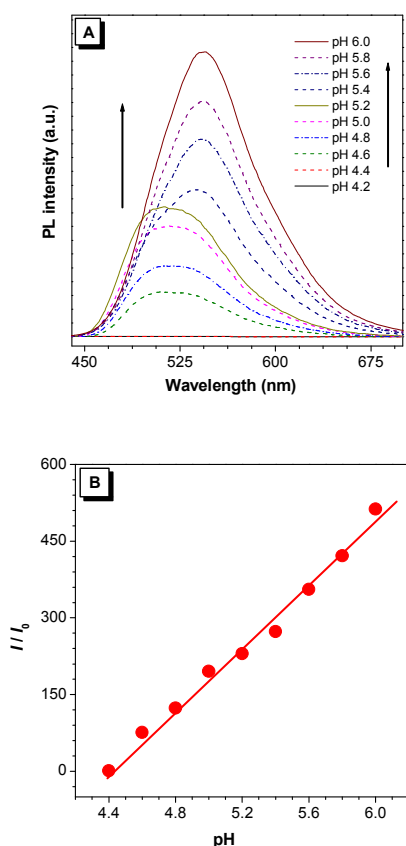 A
pH 6.0
pH 5.8
pH 5.6
pH 5.4
pH 5.2
pH 5.0
pH 4.8
pH 4.6
pH 4.4
pH 4.2
PL intensity (a.u.)
450 525 600 675
Wavelength (nm)
B
600
450
300
150
0
I / I0
4.4 4.8 5.2 5.6 6.0
pH